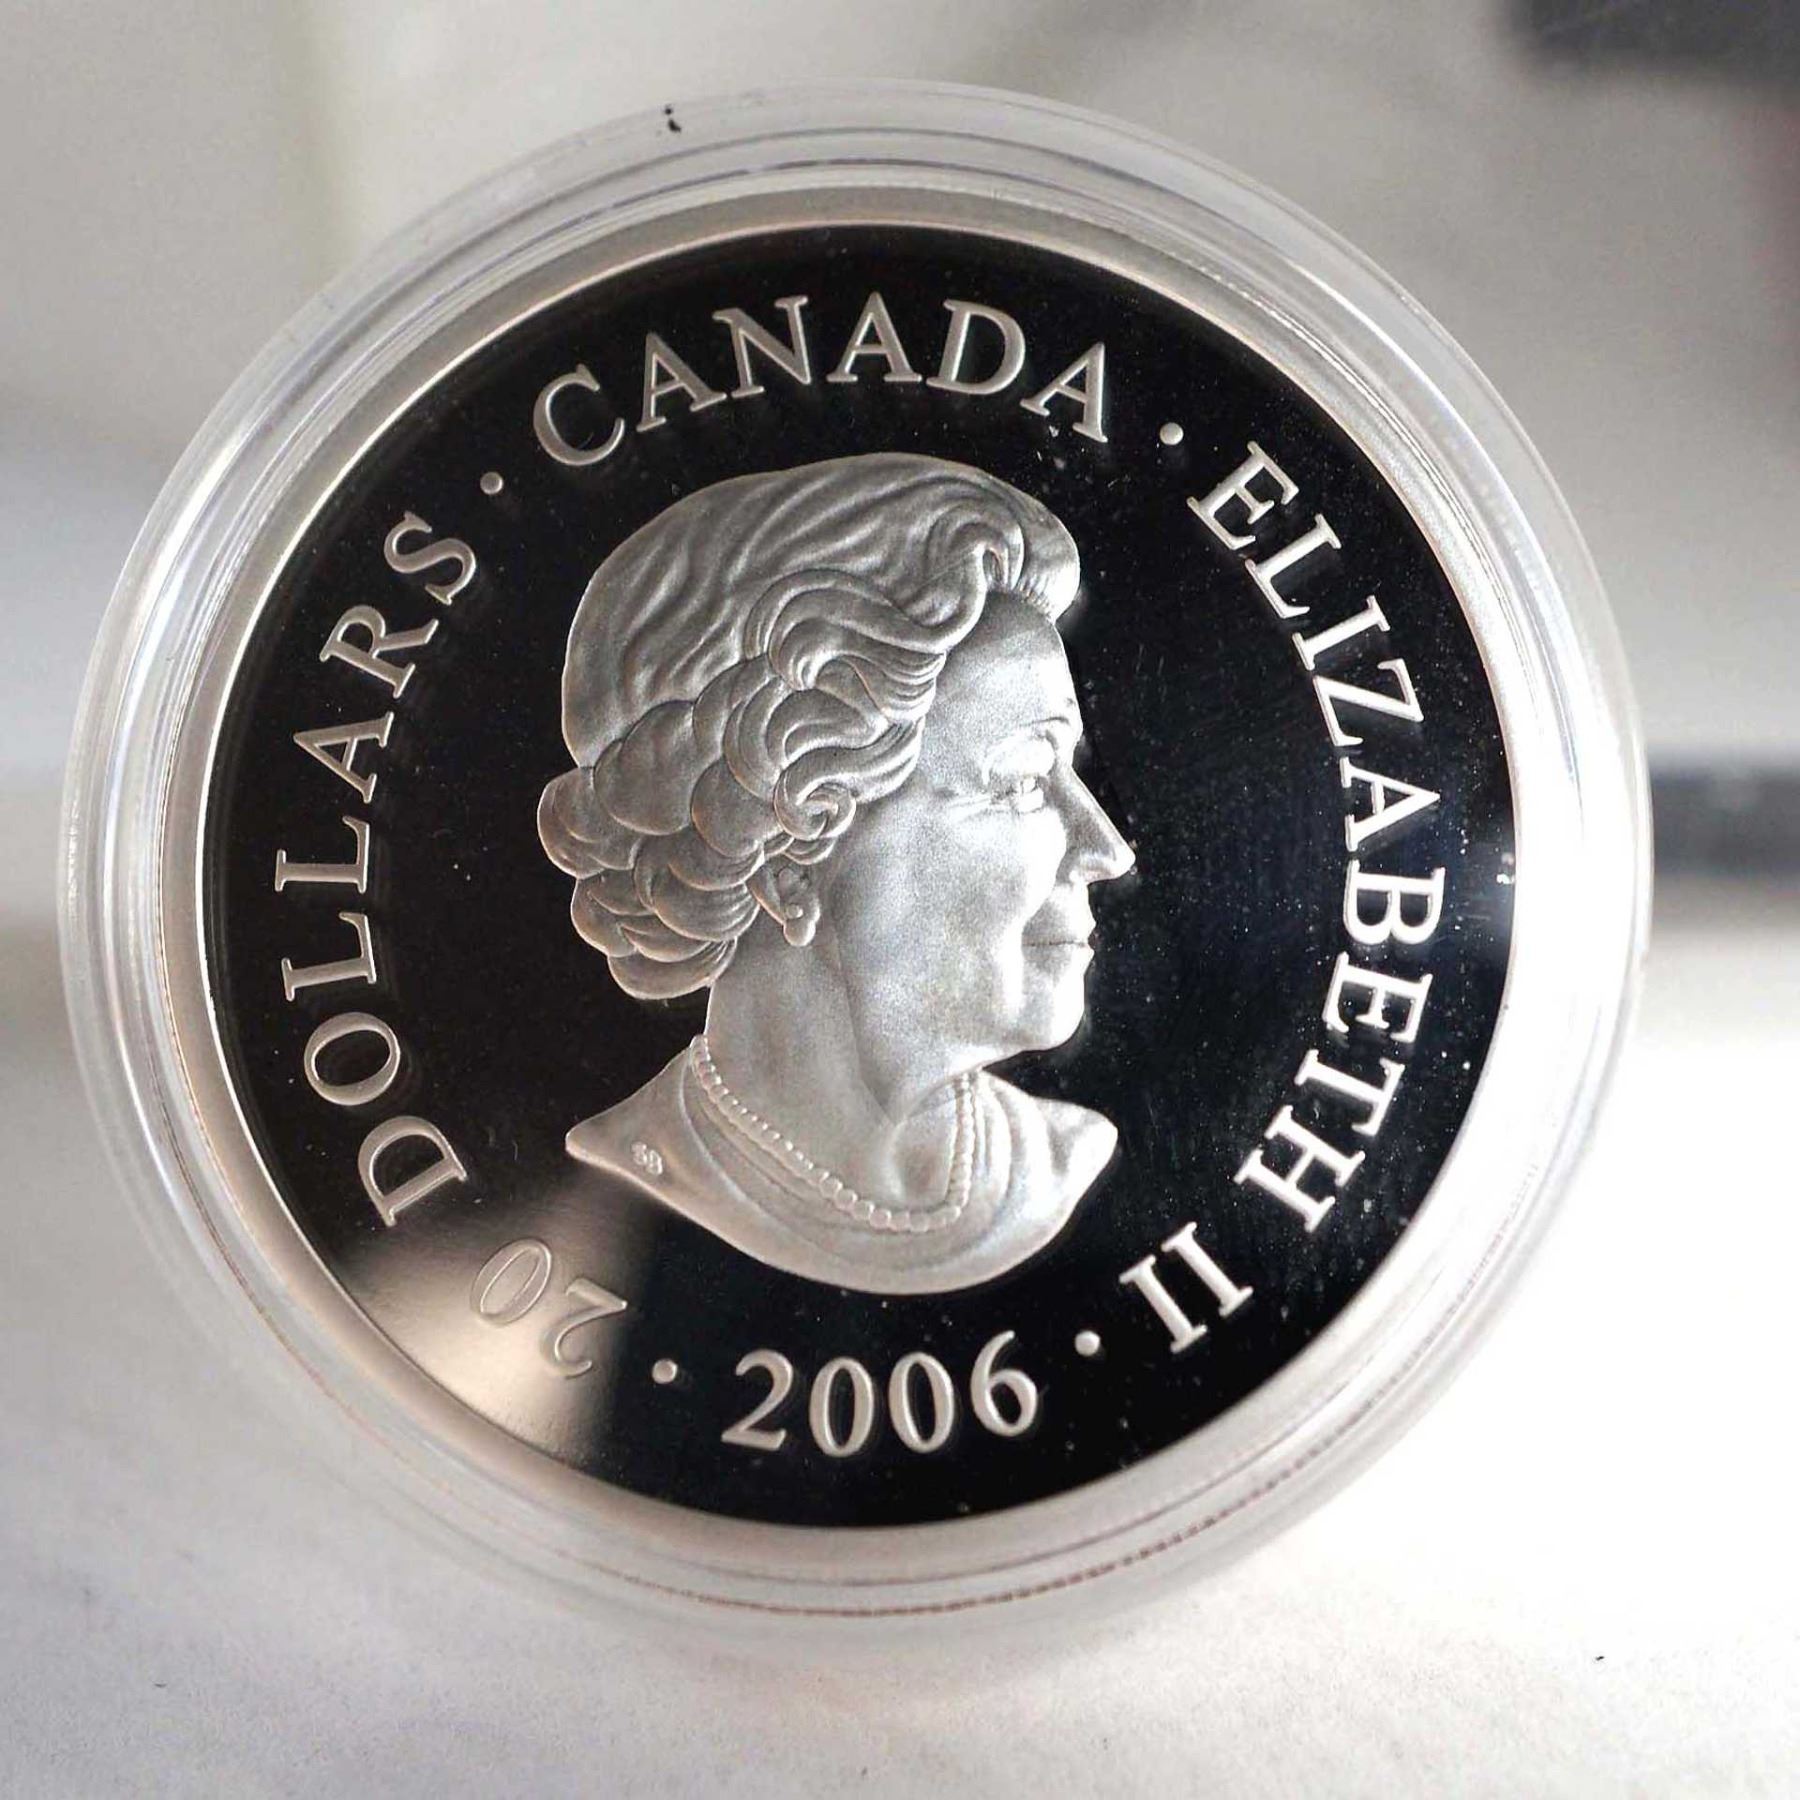 20 DOLLARS · CANADA · ELIZABETH II · 2006 ·
SB